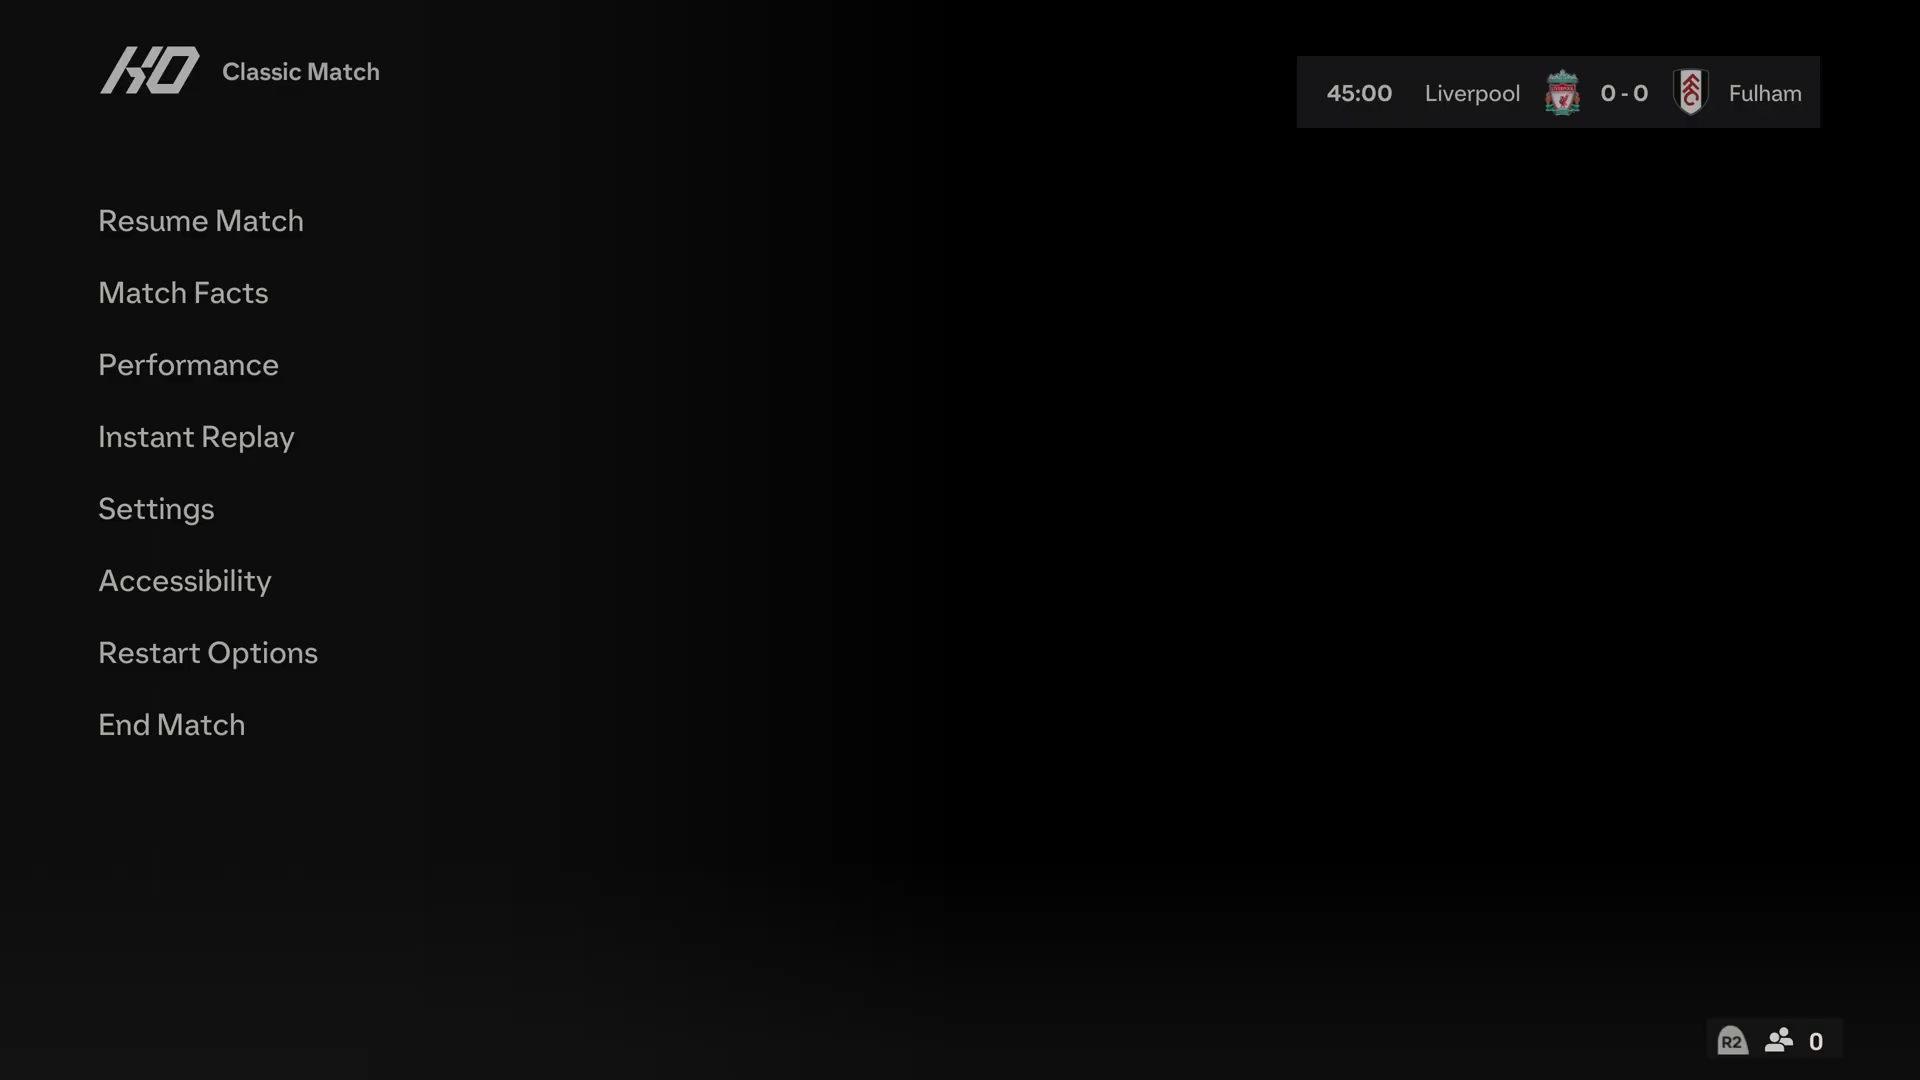 KO Classic Match
45:00 Liverpool 0 - 0 Fulham
Resume Match
Match Facts
Performance
Instant Replay
Settings
Accessibility
Restart Options
End Match
R2 0